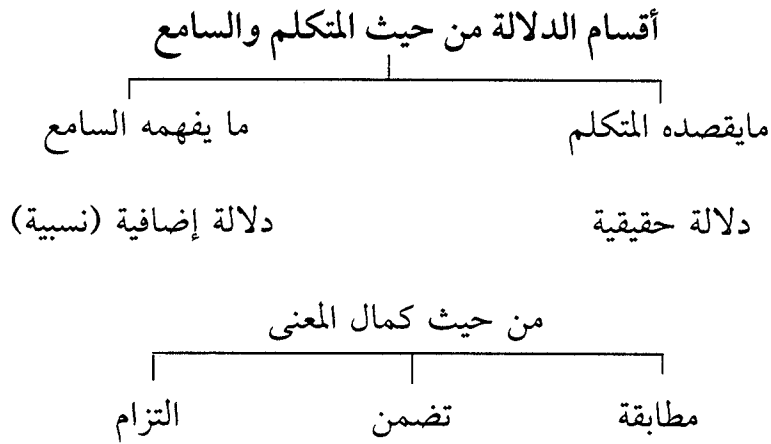 أقسام الدلالة من حيث المتكلم والسامع
مايقصده المتكلم ما يفهمه السامع
دلالة حقيقية دلالة إضافية (نسبية)
من حيث كمال المعنى
مطابقة تضمن التزام